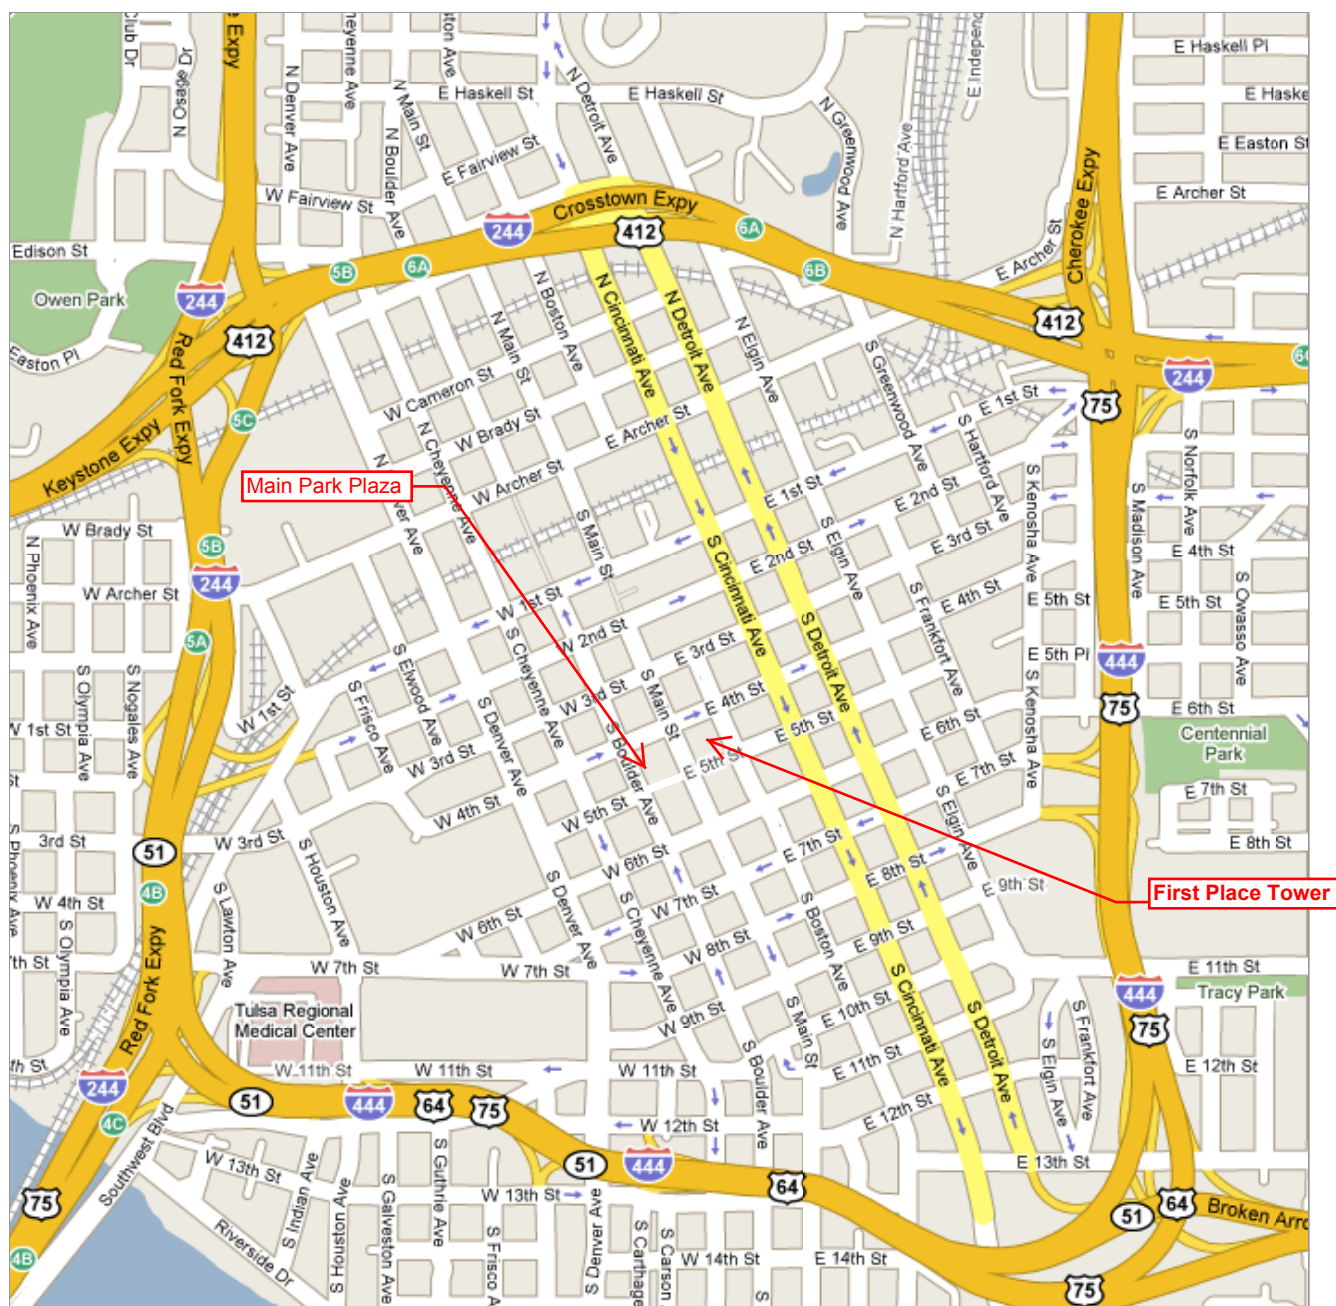 Club Dr
N Osage Dr
e Expy
N Denver Ave
heyenne Ave
N Main St
N Boulder Ave
ston Ave
E Haskell St
N Detroit Ave
E Haskell St
N Greenwood Ave
N Hartford Ave
E Independ
E Haskell Pl
E Haske
E Easton St
E Archer St
Cherokee Expy
E Fairview St
W Fairview St
Crosstown Expy
244
412
6A
6B
5B
6A
Edison St
Owen Park
244
412
Easton Pl
Red Fork Expy
Keystone Expy
5C
N Boston Ave
N Main St
N Cincinnati Ave
N Detroit Ave
N Elgin Ave
S Greenwood Ave
E Archer St
412
244
75
E 1st St
S Hartford Ave
W Cameron St
W Brady St
N Cheyenne Ave
E Archer St
W Archer St
Main Park Plaza
W Brady St
5B
N Phoenix Ave
W Archer St
244
5A
S Main St
E 1st St
E 2nd St
E 3rd St
S Kenosha Ave
S Madison Ave
S Norfolk Ave
E 4th St
E 5th St
S Owasso Ave
S Cincinnati Ave
E 2nd St
S Elgin Ave
S Frankfort Ave
E 4th St
E 5th St
E 5th Pl
444
75
E 6th St
Centennial
Park
E 7th St
E 8th St
W 1st St
W 2nd St
S Cheyenne Ave
S Elwood Ave
S Frisco Ave
S Denver Ave
W 3rd St
W 3rd St
S Main St
E 3rd St
E 4th St
E 5th St
S Detroit Ave
E 6th St
S Kenosha Ave
E 7th St
S Olympia Ave
S Nogales Ave
W 1st St
W 1st St
S Boulder Ave
E 5th St
W 4th St
W 5th St
3rd St
51
W 3rd St
S Houston Ave
S Phoenix Ave
4B
W 4th St
S Olympia Ave
S Lawton Ave
W 6th St
W 7th St
E 7th St
E 8th St
S Elgin Ave
E 9th St
First Place Tower
S Denver Ave
S Cheyenne Ave
W 6th St
W 8th St
S Boston Ave
E 9th St
7th St
Red Fork Expy
W 7th St
W 7th St
Tulsa Regional
Medical Center
W 9th St
S Main St
E 10th St
S Cincinnati Ave
S Detroit Ave
E 11th St
Tracy Park
444
75
S Frankfort Ave
S Elgin Ave
th St
244
4C
W 11th St
W 11th St
W 11th St
S Boulder Ave
E 11th St
E 12th St
E 12th St
51
444
64
75
W 12th St
Southwest Blvd
W 13th St
S Indian Ave
S Houston Ave
S Galveston Ave
S Guthrie Ave
51
444
64
E 13th St
75
4B
Riverside Dr
W 13th St
S Frisco A
S Denver Ave
S Carthage
S Carson
W 14th St
E 14th St
S
51
64
Broken Arro
75